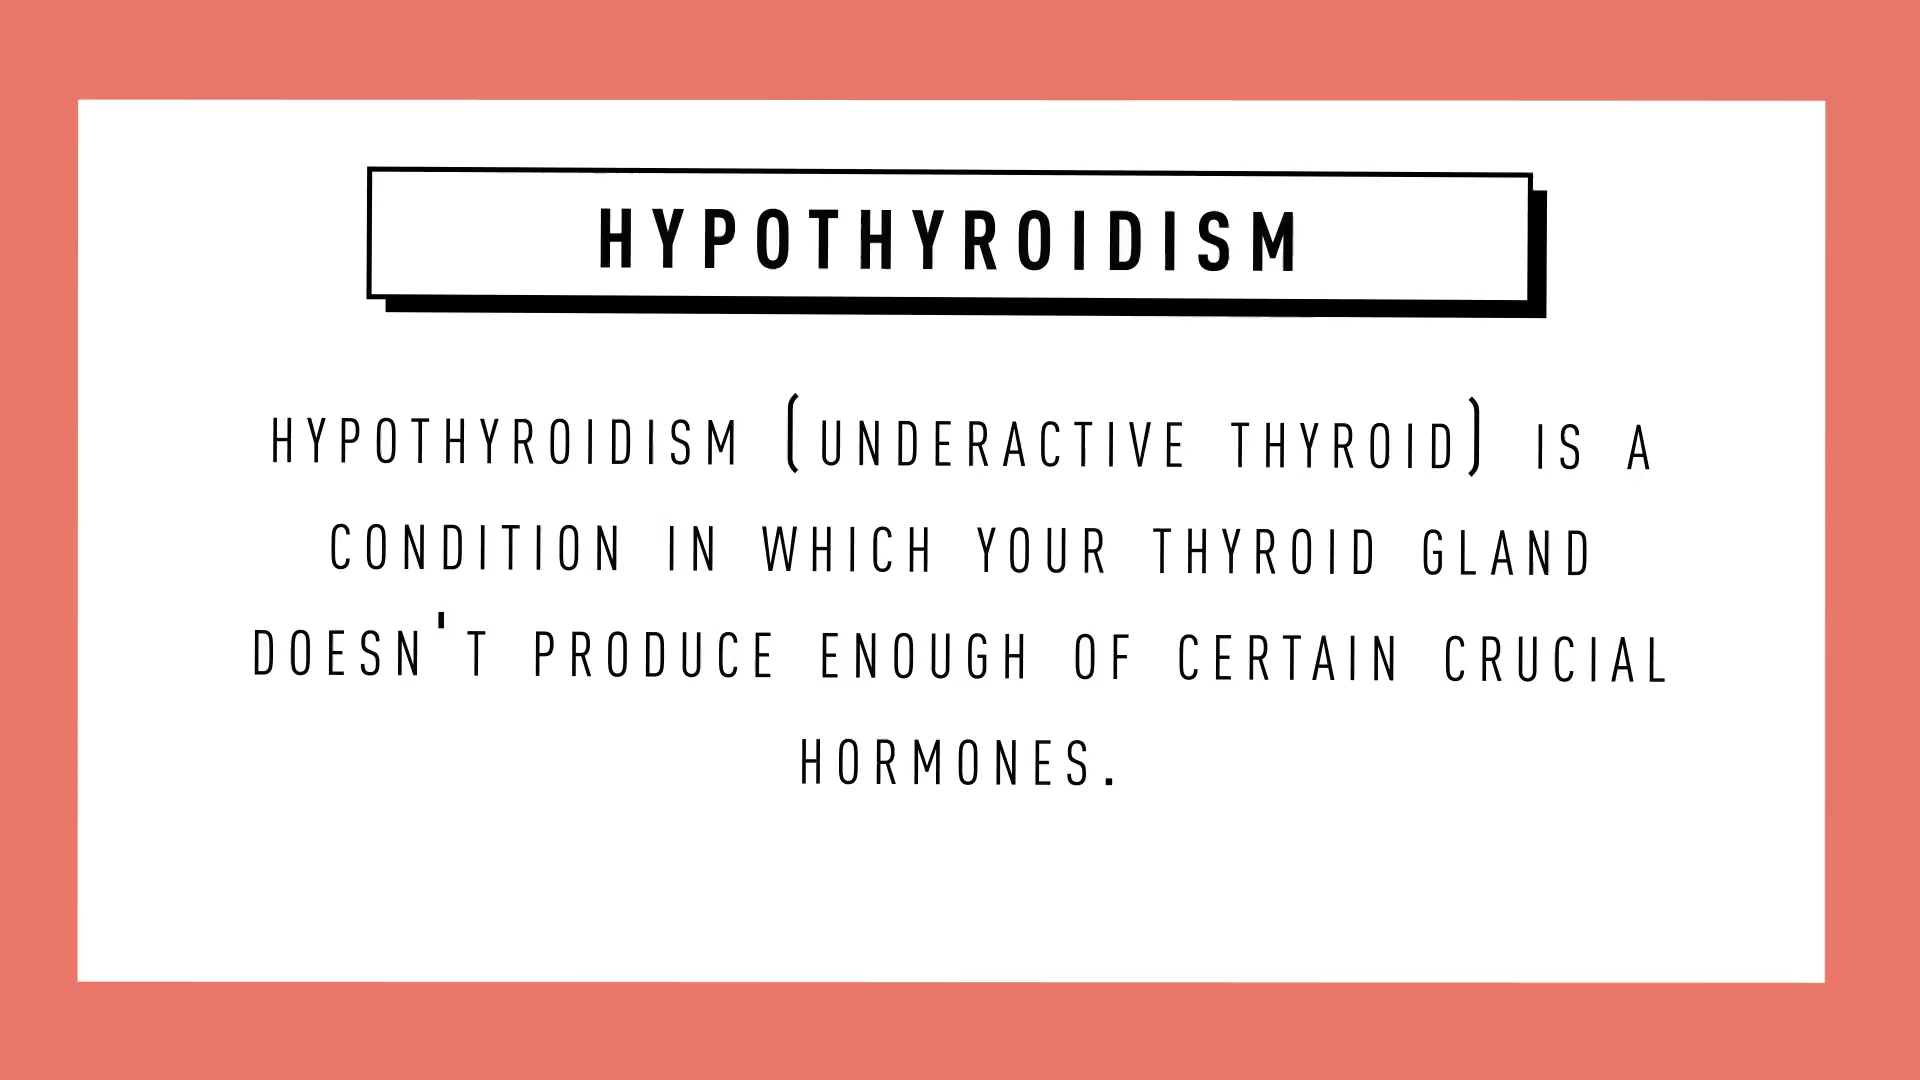 HYPOTHYROIDISM
HYPOTHYROIDISM (UNDERACTIVE THYROID) IS A
CONDITION IN WHICH YOUR THYROID GLAND
DOESN'T PRODUCE ENOUGH OF CERTAIN CRUCIAL
HORMONES.